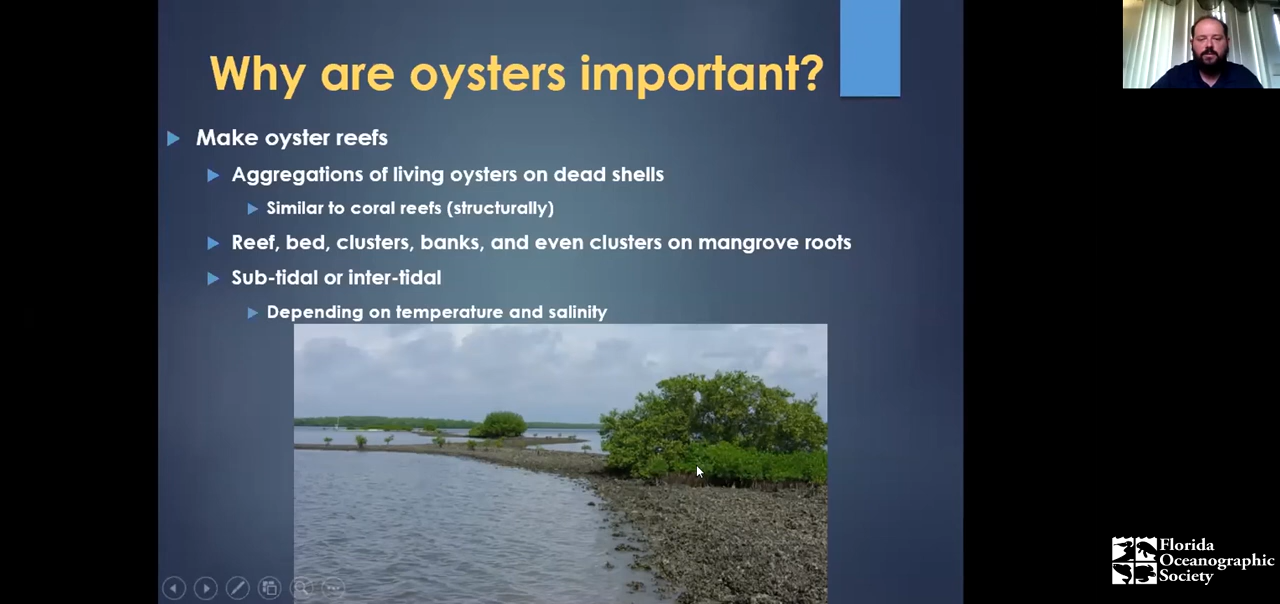 Why are oysters important?
Make oyster reefs
Aggregations of living oysters on dead shells
Similar to coral reefs (structurally)
Reef, bed, clusters, banks, and even clusters on mangrove roots
Sub-tidal or inter-tidal
Depending on temperature and salinity
Florida
Oceanographic
Society